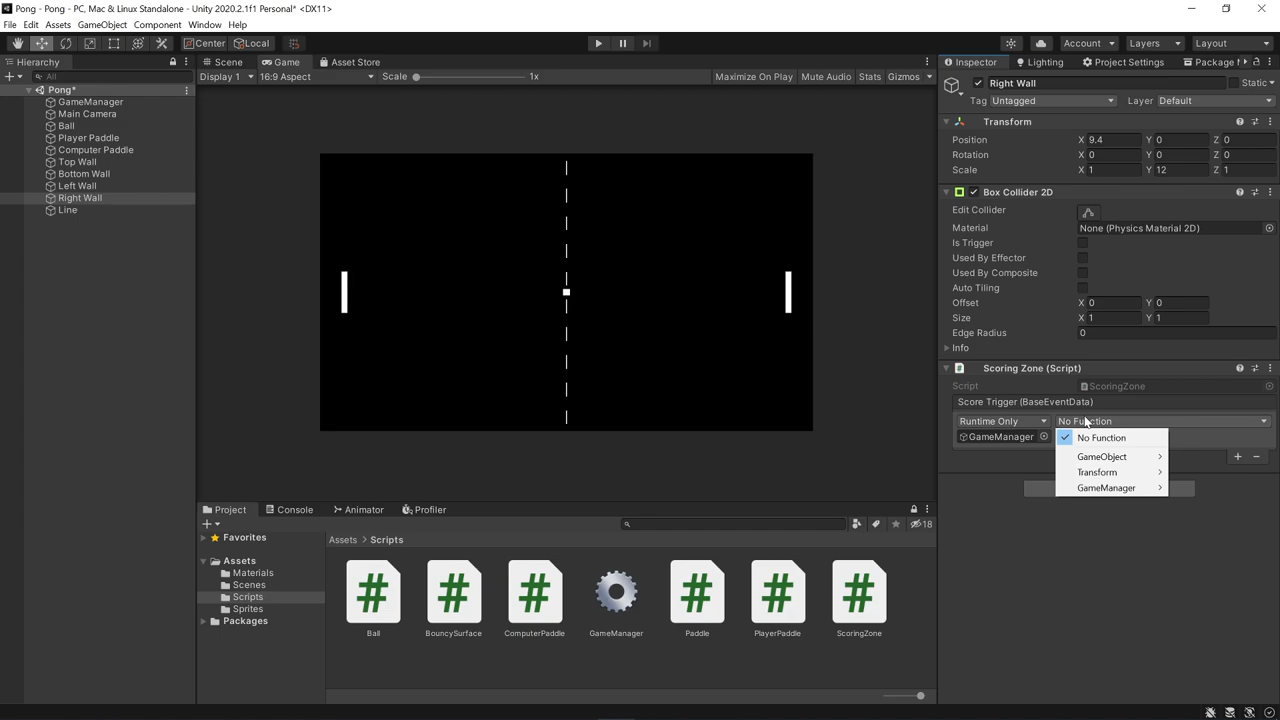 Pong - Pong - PC, Mac & Linux Standalone - Unity 2020.2.1f1 Personal* <DX11>
File Edit Assets GameObject Component Window Help
Center Local Account Layers Layout
Hierarchy
All
Pong*
GameManager
Main Camera
Ball
Player Paddle
Computer Paddle
Top Wall
Bottom Wall
Left Wall
Right Wall
Line
Scene Game Asset Store
Display 1 16:9 Aspect Scale 1x Maximize On Play Mute Audio Stats Gizmos
Project Console Animator Profiler
18
Favorites
Assets
Materials
Scenes
Scripts
Sprites
Packages
Assets > Scripts
Ball BouncySurface ComputerPaddle GameManager Paddle PlayerPaddle ScoringZone
Inspector Lighting Project Settings Package M
Right Wall Static
Tag Untagged Layer Default
Transform
Position X 9.4 Y 0 Z 0
Rotation X 0 Y 0 Z 0
Scale X 1 Y 12 Z 1
Box Collider 2D
Edit Collider
Material None (Physics Material 2D)
Is Trigger
Used By Effector
Used By Composite
Auto Tiling
Offset X 0 Y 0
Size X 1 Y 1
Edge Radius 0
Info
Scoring Zone (Script)
Script ScoringZone
Score Trigger (BaseEventData)
Runtime Only No Function
GameManager
No Function
GameObject
Transform
GameManager